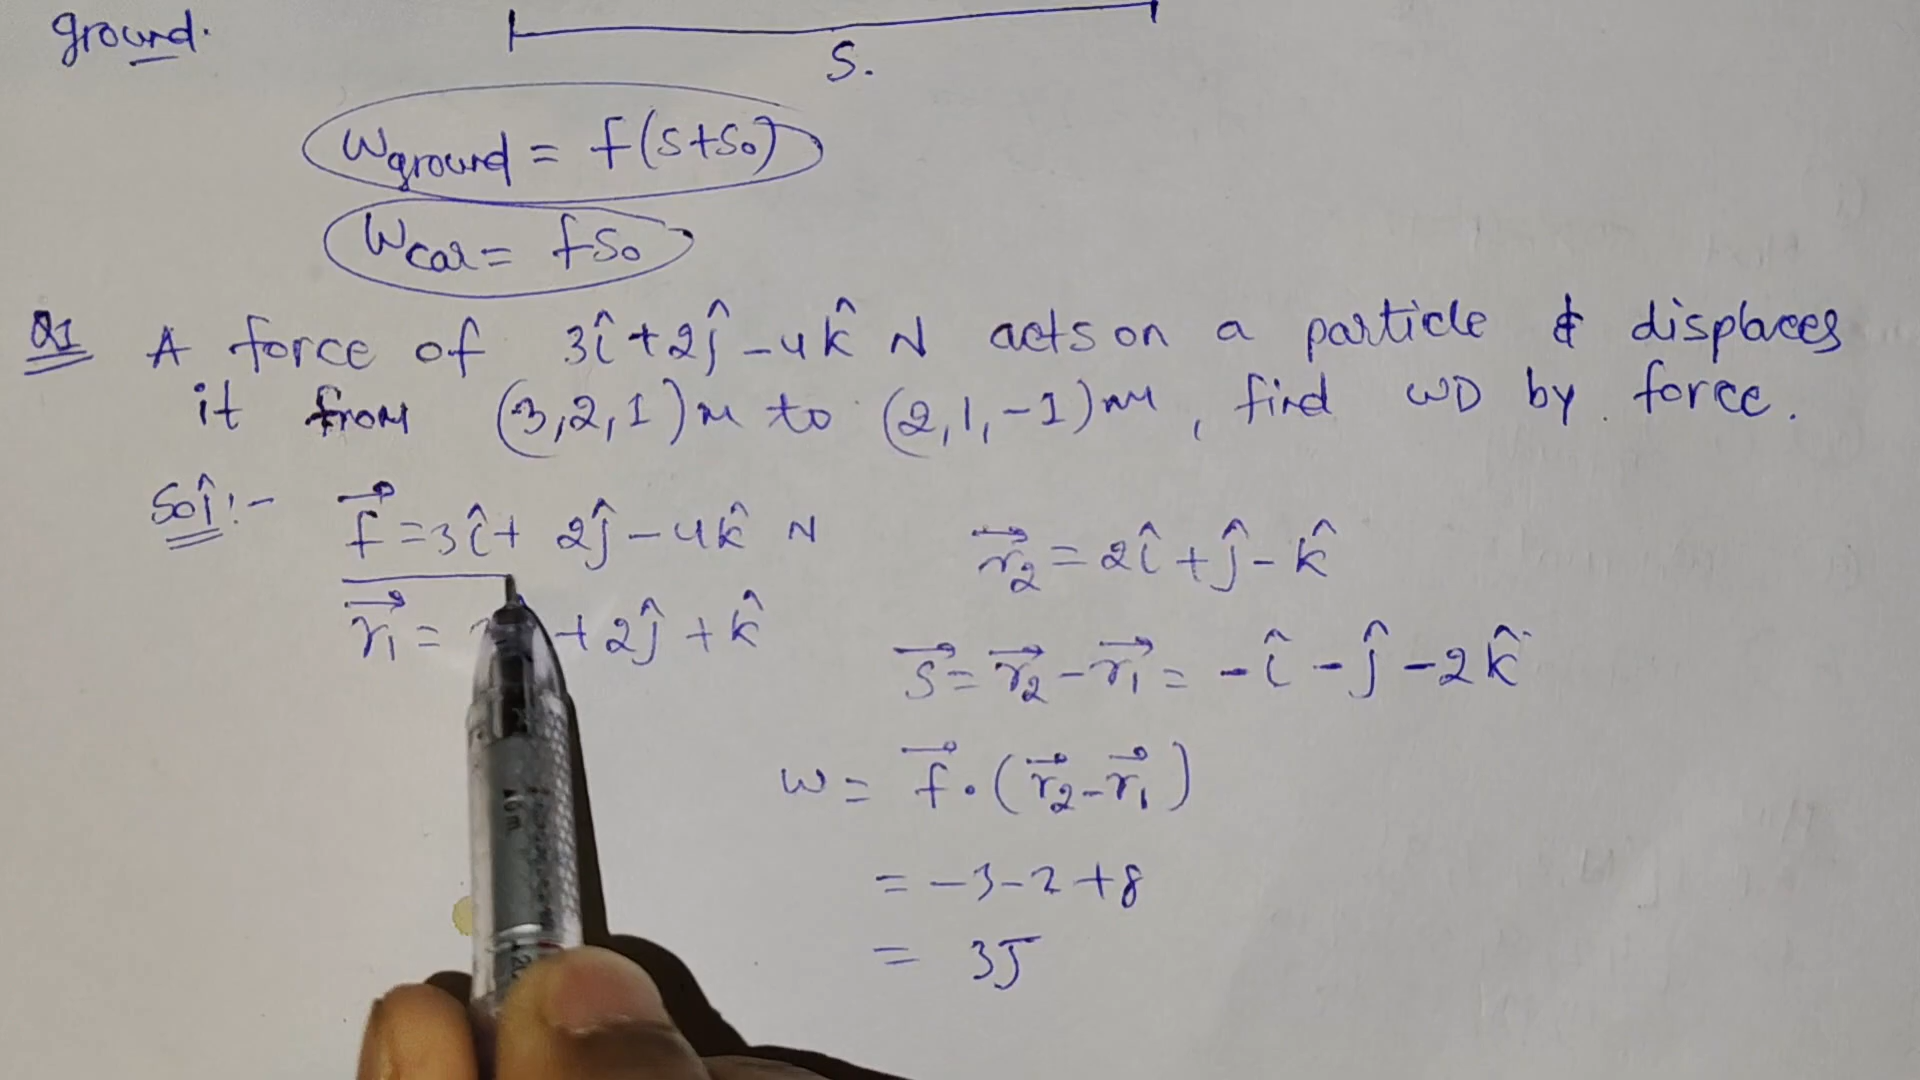 ground.
S.
Wground = f(s+s₀)
Wcar = fs₀
Q1 A force of 3î+2ĵ-4k̂ N acts on a particle & displaces
it from (3,2,1)m to (2,1,-1)m, find WD by force.
Sol:- f⃗ = 3î + 2ĵ - 4k̂ N
r⃗₁ = + 2ĵ + k̂
r⃗₂ = 2î + ĵ - k̂
s⃗ = r⃗₂ - r⃗₁ = -î - ĵ - 2k̂
W = f⃗ . (r⃗₂ - r⃗₁)
= -3-2+8
= 3J